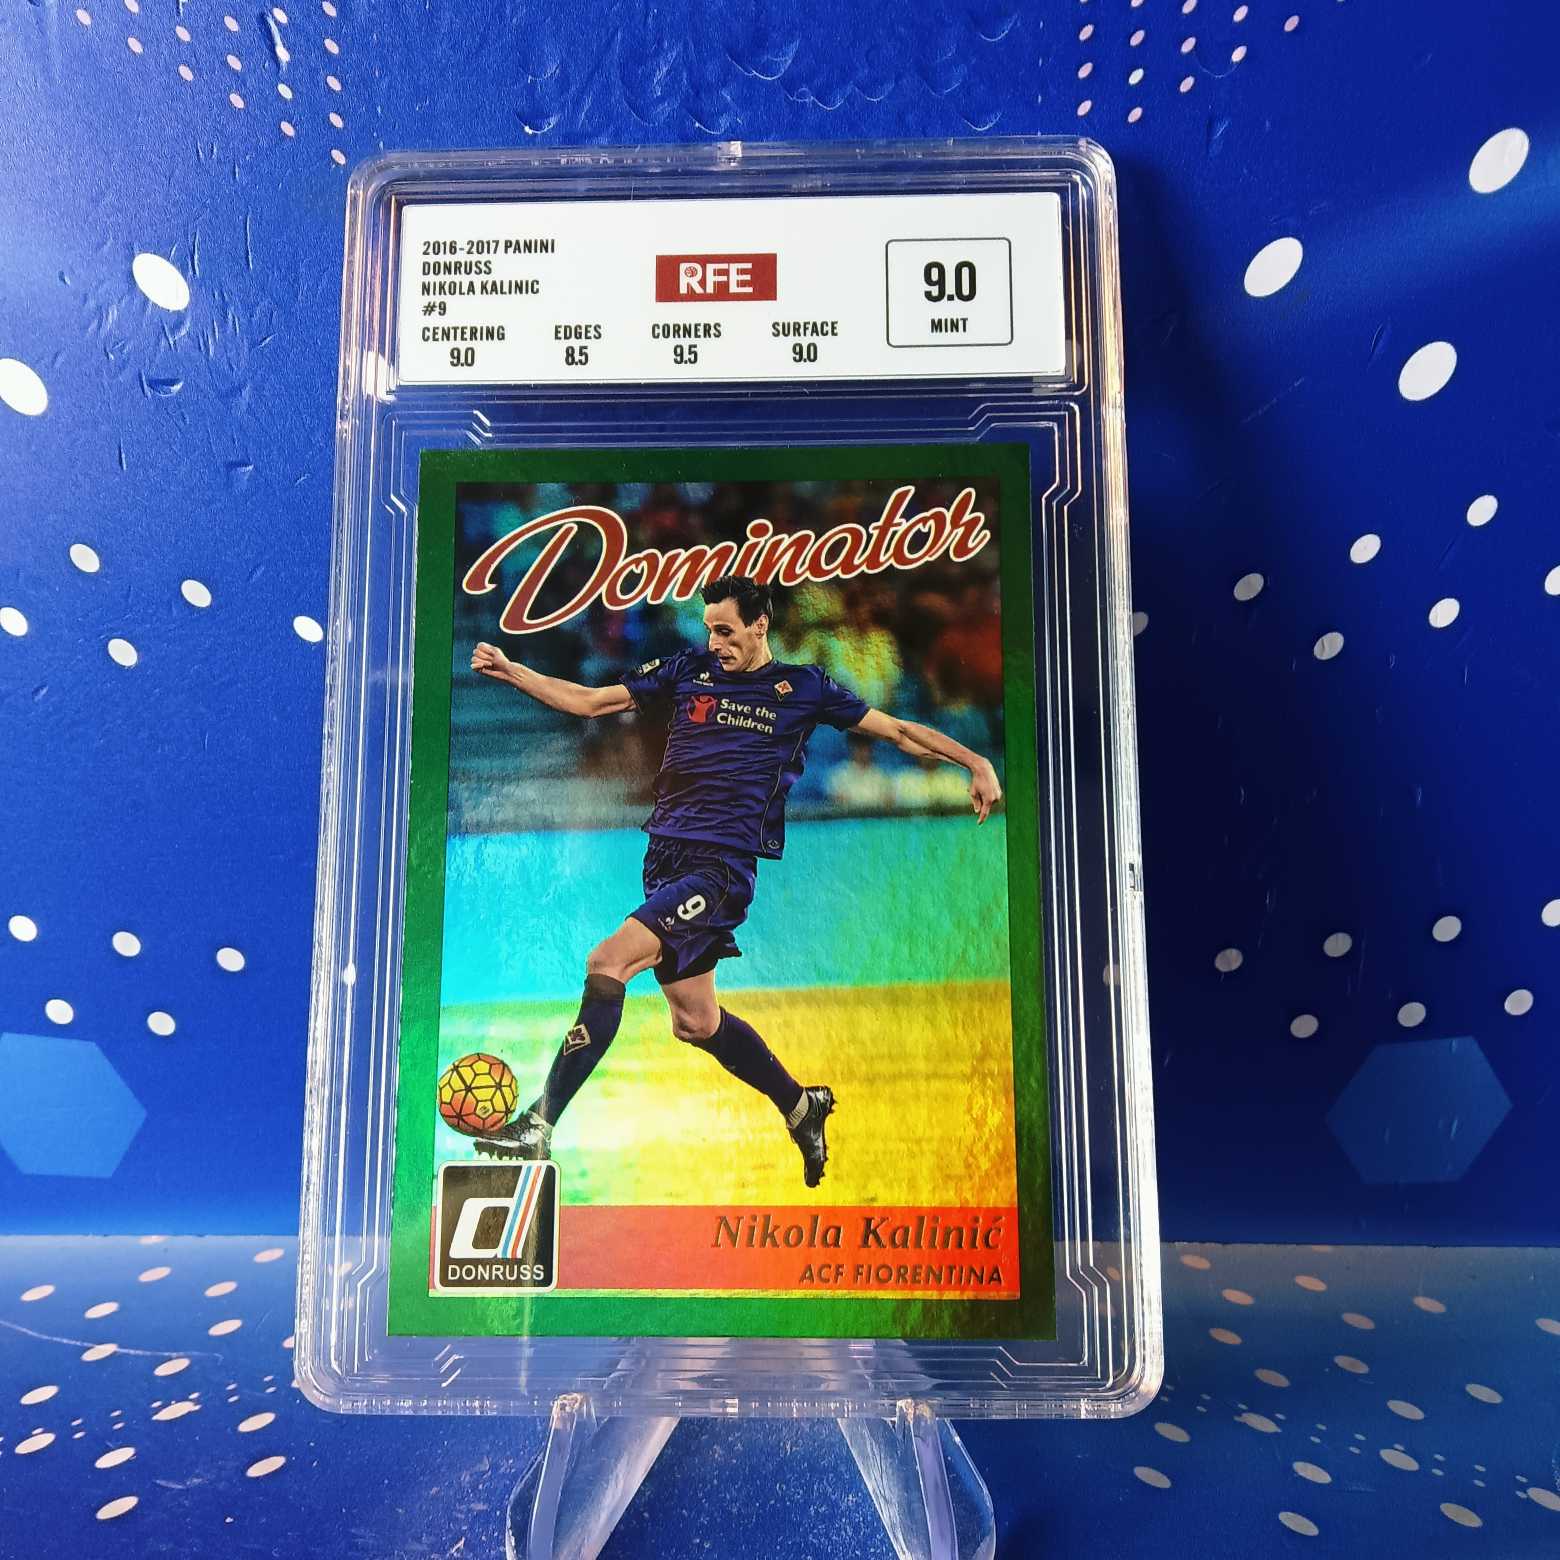 2016-2017 PANINI
DONRUSS
NIKOLA KALINIC
#9
RFE
9.0
MINT
CENTERING EDGES CORNERS SURFACE
9.0 8.5 9.5 9.0
Dominator
Save the
Children
9
d
DONRUSS
Nikola Kalinić
ACF FIORENTINA